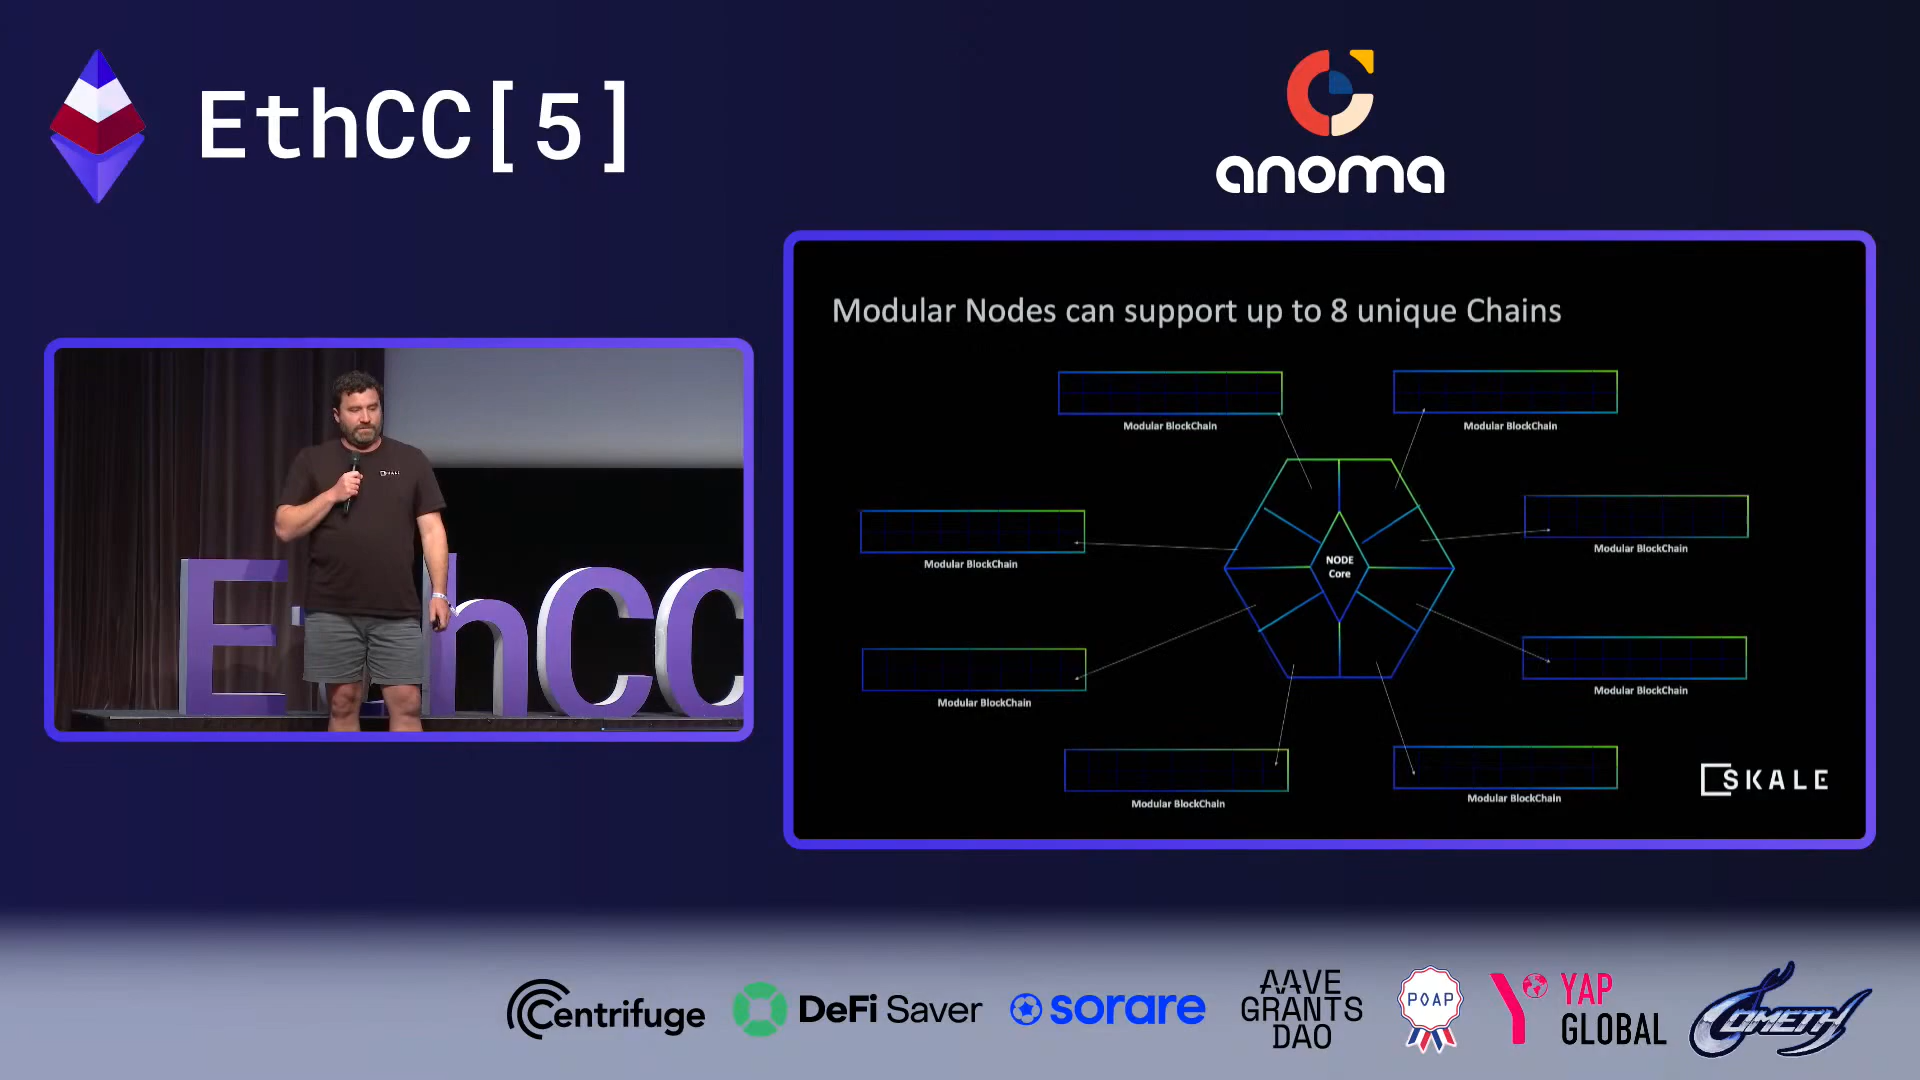 EthCC[5]
anoma
Modular Nodes can support up to 8 unique Chains
Modular BlockChain
Modular BlockChain
Modular BlockChain
Modular BlockChain
NODE
Core
Modular BlockChain
Modular BlockChain
Modular BlockChain
Modular BlockChain
SKALE
SKALE
EthCC
Centrifuge
DeFi Saver
sorare
AAVE
GRANTS
DAO
POAP
YAP
GLOBAL
COMETH